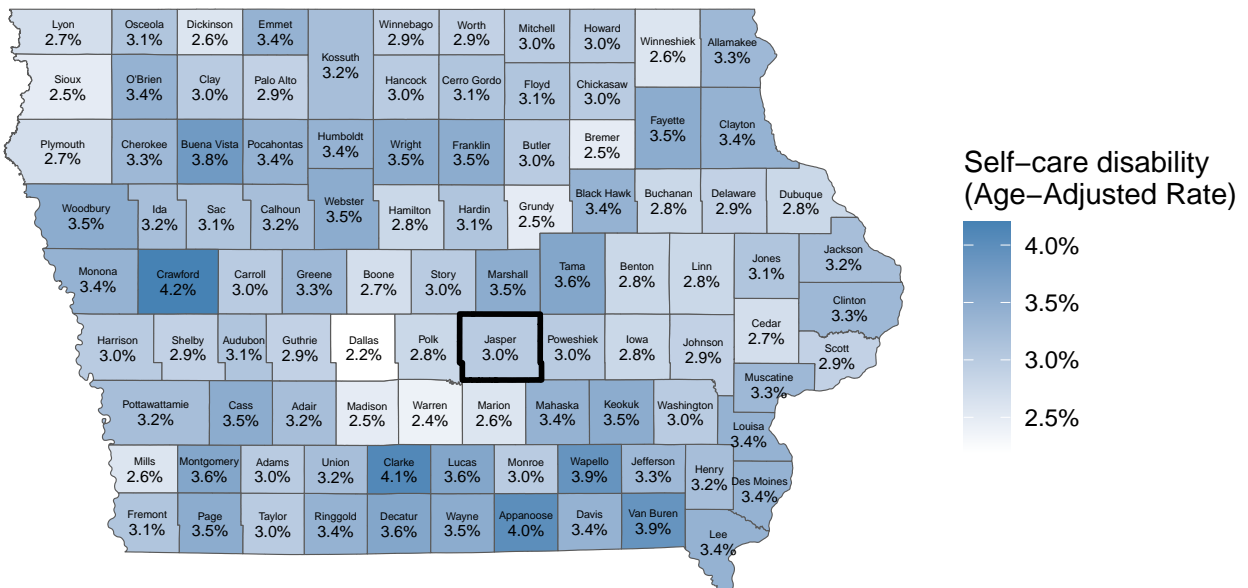 Lyon
2.7%
Osceola
3.1%
Dickinson
2.6%
Emmet
3.4%
Kossuth
3.2%
Winnebago
2.9%
Worth
2.9%
Mitchell
3.0%
Howard
3.0%
Winneshiek
2.6%
Allamakee
3.3%
Sioux
2.5%
O'Brien
3.4%
Clay
3.0%
Palo Alto
2.9%
Hancock
3.0%
Cerro Gordo
3.1%
Floyd
3.1%
Chickasaw
3.0%
Fayette
3.5%
Clayton
3.4%
Plymouth
2.7%
Cherokee
3.3%
Buena Vista
3.8%
Pocahontas
3.4%
Humboldt
3.4%
Wright
3.5%
Franklin
3.5%
Butler
3.0%
Bremer
2.5%
Woodbury
3.5%
Ida
3.2%
Sac
3.1%
Calhoun
3.2%
Webster
3.5%
Hamilton
2.8%
Hardin
3.1%
Grundy
2.5%
Black Hawk
3.4%
Buchanan
2.8%
Delaware
2.9%
Dubuque
2.8%
Monona
3.4%
Crawford
4.2%
Carroll
3.0%
Greene
3.3%
Boone
2.7%
Story
3.0%
Marshall
3.5%
Tama
3.6%
Benton
2.8%
Linn
2.8%
Jones
3.1%
Jackson
3.2%
Clinton
3.3%
Harrison
3.0%
Shelby
2.9%
Audubon
3.1%
Guthrie
2.9%
Dallas
2.2%
Polk
2.8%
Jasper
3.0%
Poweshiek
3.0%
Iowa
2.8%
Johnson
2.9%
Cedar
2.7%
Scott
2.9%
Muscatine
3.3%
Pottawattamie
3.2%
Cass
3.5%
Adair
3.2%
Madison
2.5%
Warren
2.4%
Marion
2.6%
Mahaska
3.4%
Keokuk
3.5%
Washington
3.0%
Louisa
3.4%
Mills
2.6%
Montgomery
3.6%
Adams
3.0%
Union
3.2%
Clarke
4.1%
Lucas
3.6%
Monroe
3.0%
Wapello
3.9%
Jefferson
3.3%
Henry
3.2%
Des Moines
3.4%
Fremont
3.1%
Page
3.5%
Taylor
3.0%
Ringgold
3.4%
Decatur
3.6%
Wayne
3.5%
Appanoose
4.0%
Davis
3.4%
Van Buren
3.9%
Lee
3.4%
Self−care disability
(Age−Adjusted Rate)
4.0%
3.5%
3.0%
2.5%